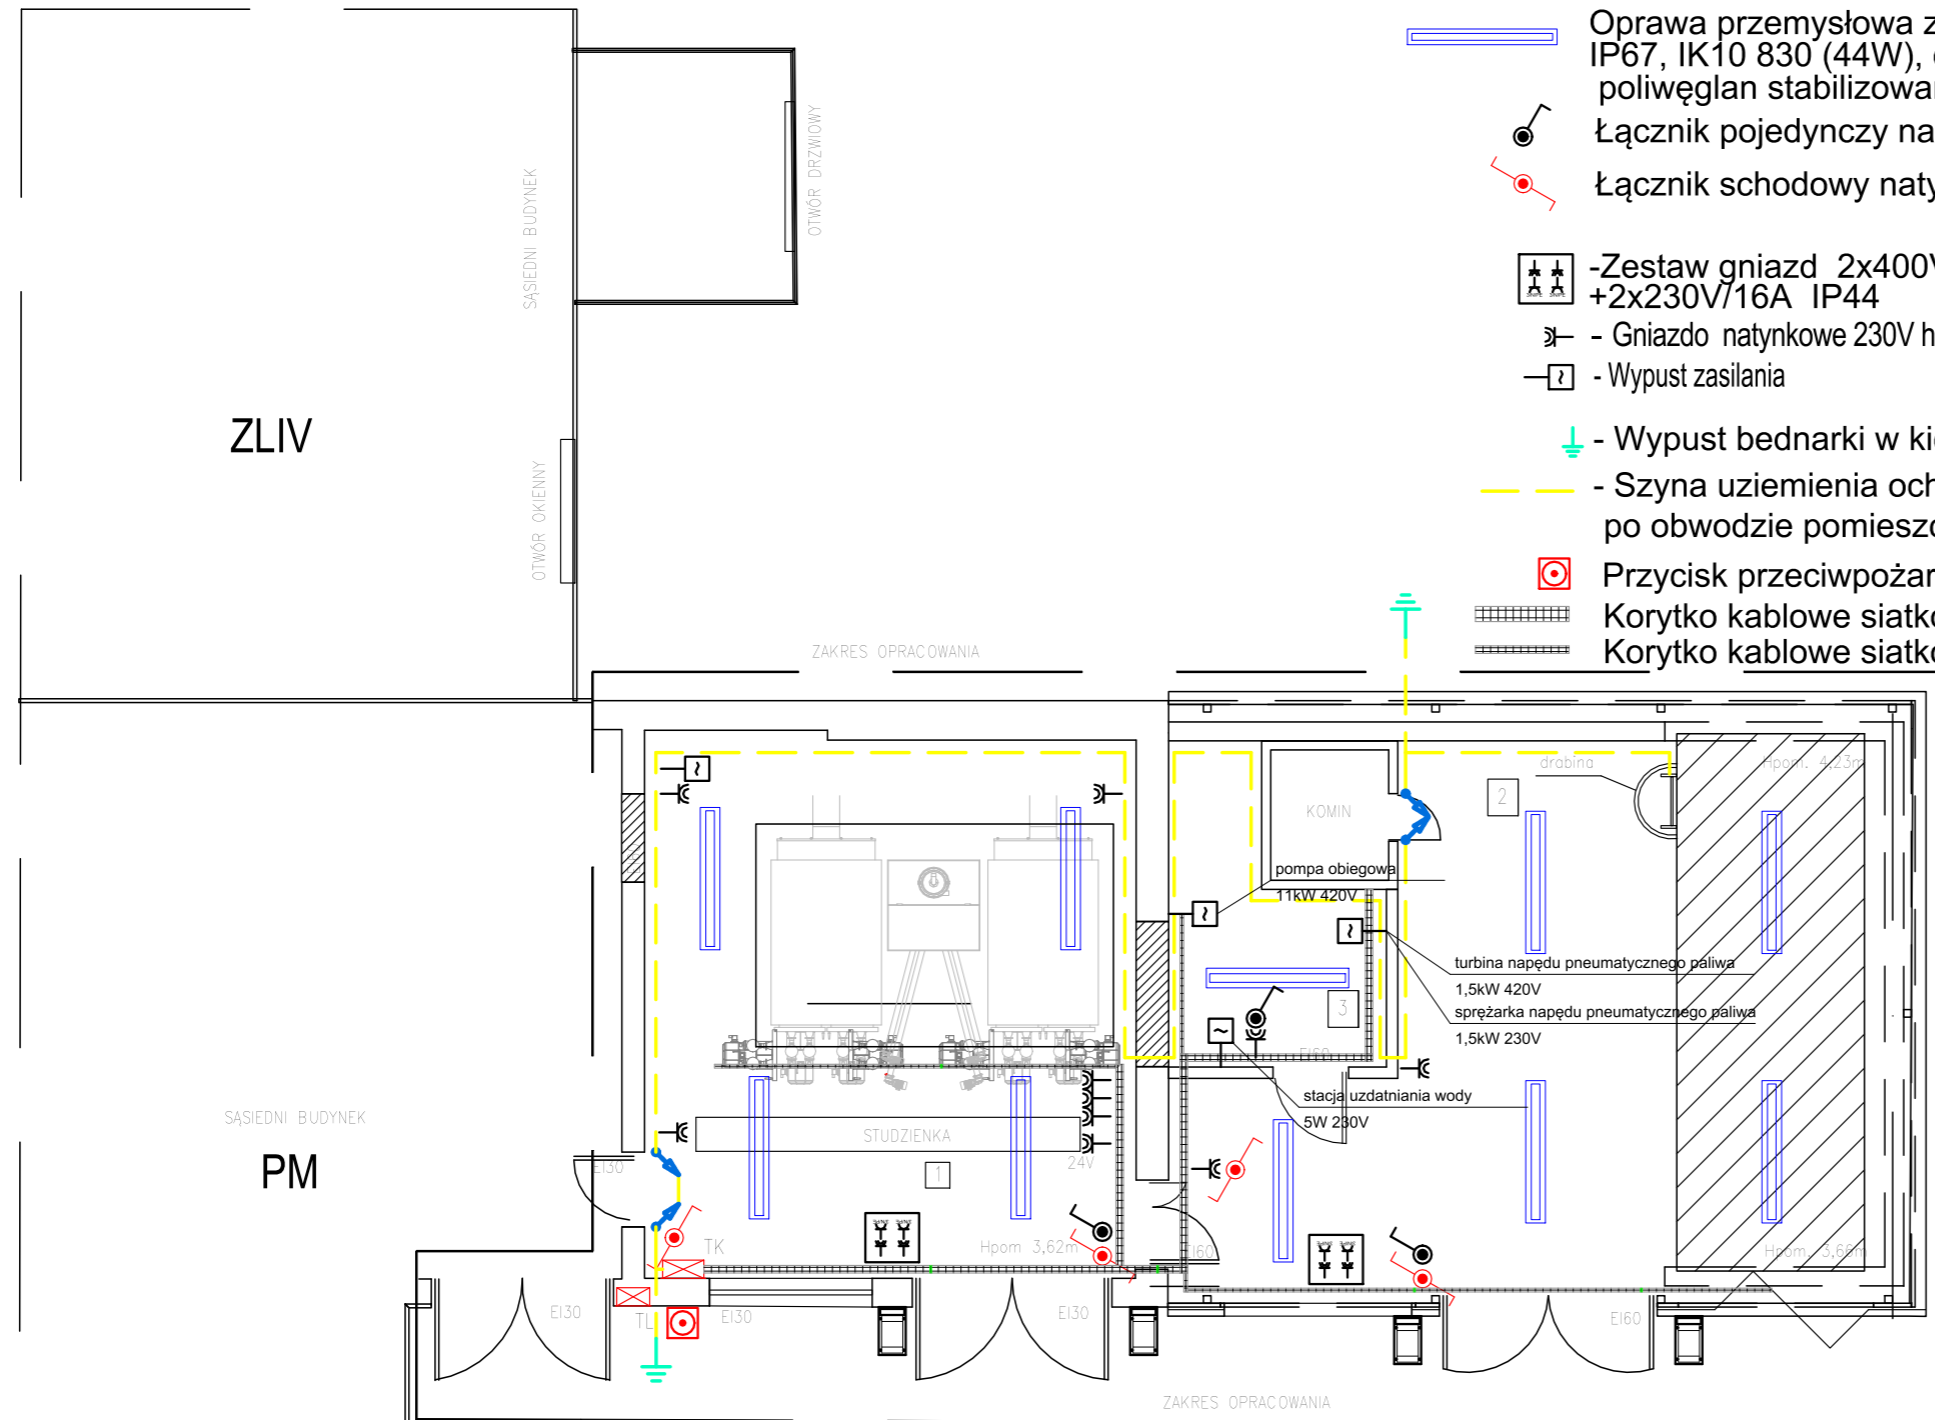 Oprawa przemysłowa z
IP67, IK10 830 (44W),
poliwęglan stabilizowa
Łącznik pojedynczy na
Łącznik schodowy naty
-Zestaw gniazd 2x400V
+2x230V/16A IP44
- Gniazdo natynkowe 230V h
- Wypust zasilania
- Wypust bednarki w ki
- Szyna uziemienia och
po obwodzie pomieszc
Przycisk przeciwpożar
Korytko kablowe siatko
Korytko kablowe siatko
SĄSIEDNI BUDYNEK
OTWÓR DRZWIOWY
ZLIV
OTWÓR OKIENNY
ZAKRES OPRACOWANIA
drabina
Hpom. 4,23m
2
KOMIN
pompa obiegowa
11kW 420V
turbina napędu pneumatycznego paliwa
1,5kW 420V
3
sprężarka napędu pneumatycznego paliwa
1,5kW 230V
EI60
stacja uzdatniania wody
5W 230V
SĄSIEDNI BUDYNEK
PM
STUDZIENKA
24V
EI30
1
TK
Hpom 3,62m
EI60
Hpom. 3,66m
EI30
TL
EI30
EI30
EI60
ZAKRES OPRACOWANIA